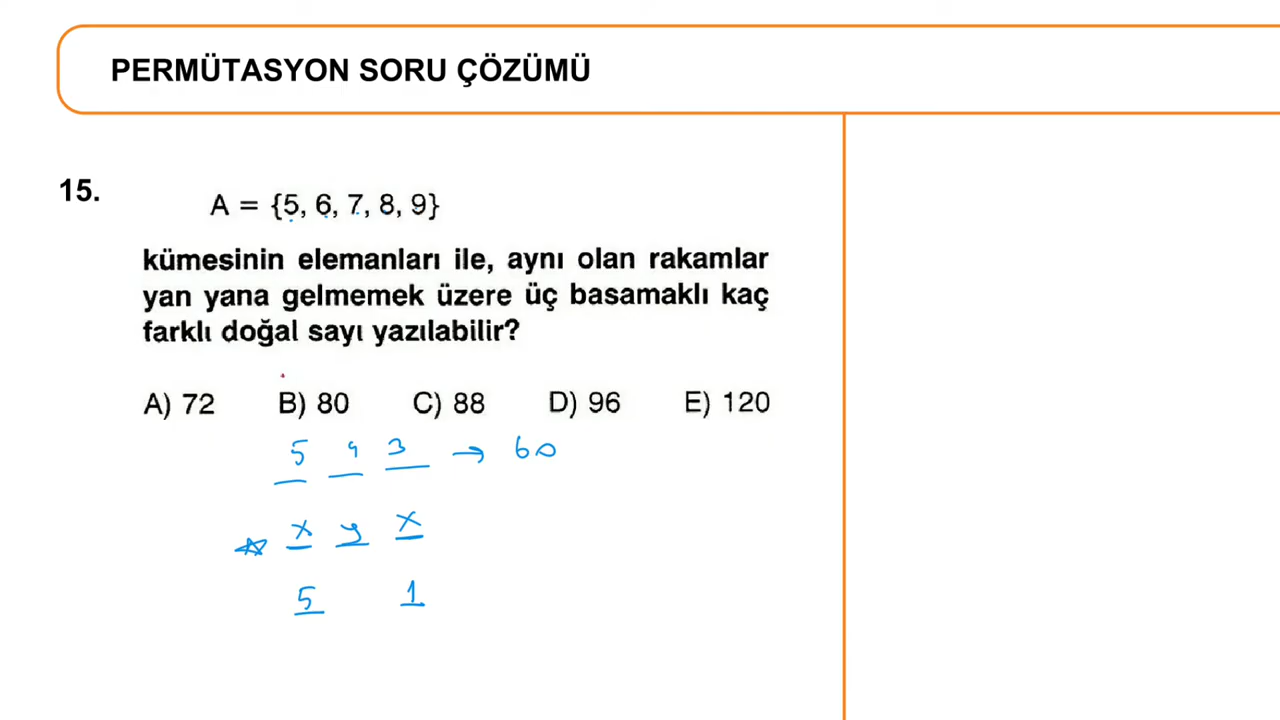 PERMÜTASYON SORU ÇÖZÜMÜ
15.
A = {5, 6, 7, 8, 9}
kümesinin elemanları ile, aynı olan rakamlar
yan yana gelmemek üzere üç basamaklı kaç
farklı doğal sayı yazılabilir?
A) 72 B) 80 C) 88 D) 96 E) 120
5 4 3 → 60
x y x
5 1